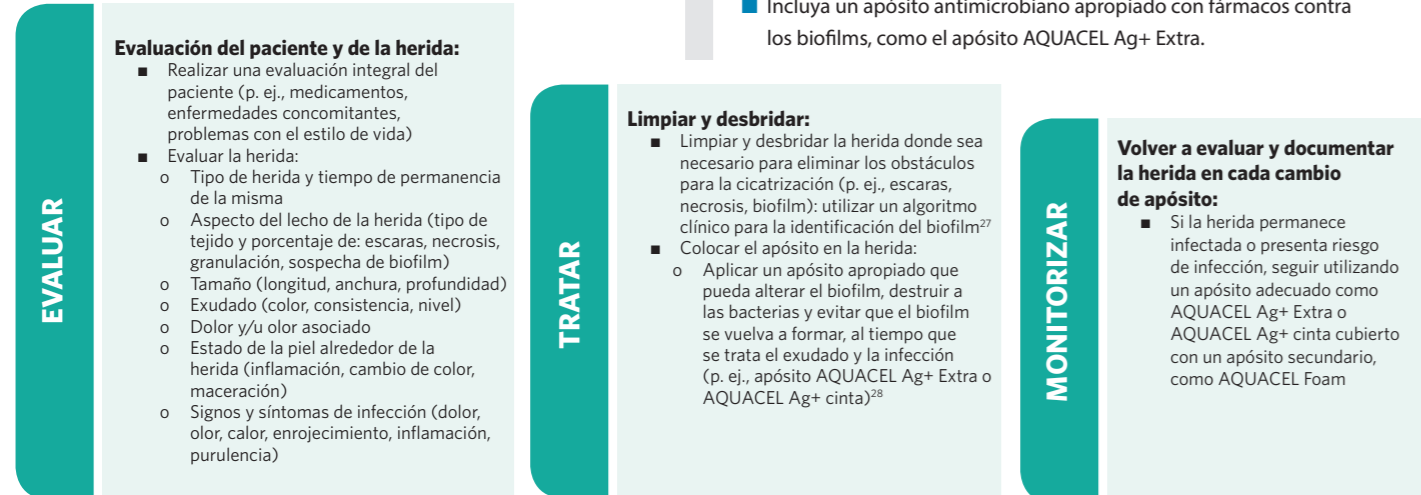 Incluya un apósito antimicrobiano apropiado con fármacos contra
los biofilms, como el apósito AQUACEL Ag+ Extra.
EVALUAR
Evaluación del paciente y de la herida:
■ Realizar una evaluación integral del
paciente (p. ej., medicamentos,
enfermedades concomitantes,
problemas con el estilo de vida)
■ Evaluar la herida:
o Tipo de herida y tiempo de permanencia
de la misma
o Aspecto del lecho de la herida (tipo de
tejido y porcentaje de: escaras, necrosis,
granulación, sospecha de biofilm)
o Tamaño (longitud, anchura, profundidad)
o Exudado (color, consistencia, nivel)
o Dolor y/u olor asociado
o Estado de la piel alrededor de la
herida (inflamación, cambio de color,
maceración)
o Signos y síntomas de infección (dolor,
olor, calor, enrojecimiento, inflamación,
purulencia)
TRATAR
Limpiar y desbridar:
■ Limpiar y desbridar la herida donde sea
necesario para eliminar los obstáculos
para la cicatrización (p. ej., escaras,
necrosis, biofilm): utilizar un algoritmo
clínico para la identificación del biofilm27
■ Colocar el apósito en la herida:
o Aplicar un apósito apropiado que
pueda alterar el biofilm, destruir a
las bacterias y evitar que el biofilm
se vuelva a formar, al tiempo que
se trata el exudado y la infección
(p. ej., apósito AQUACEL Ag+ Extra o
AQUACEL Ag+ cinta)28
MONITORIZAR
Volver a evaluar y documentar
la herida en cada cambio
de apósito:
■ Si la herida permanece
infectada o presenta riesgo
de infección, seguir utilizando
un apósito adecuado como
AQUACEL Ag+ Extra o
AQUACEL Ag+ cinta cubierto
con un apósito secundario,
como AQUACEL Foam